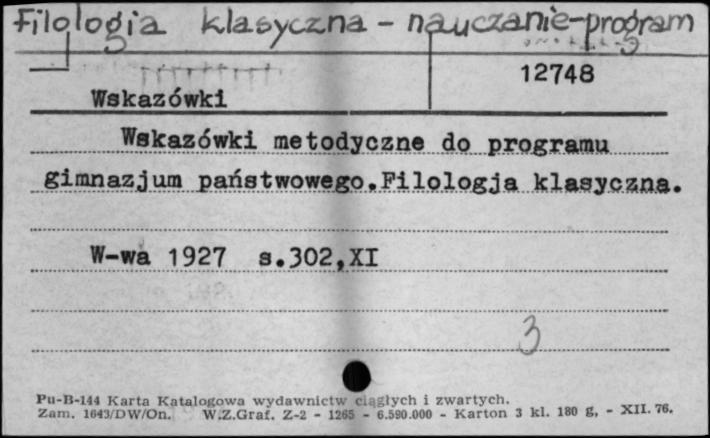 Filologia klasyczna - nauczanie-program
12748
Wskazówki
Wskazówki metodyczne do programu
gimnazjum państwowego.Filologja klasyczna.
W-wa 1927 s.302,XI
3
Pu-B-144 Karta Katalogowa wydawnictw ciągłych i zwartych.
Zam. 1643/DW/On. W.Z.Graf. Z-2 - 1265 - 6.590.000 - Karton 3 kl. 180 g, - XII. 76.